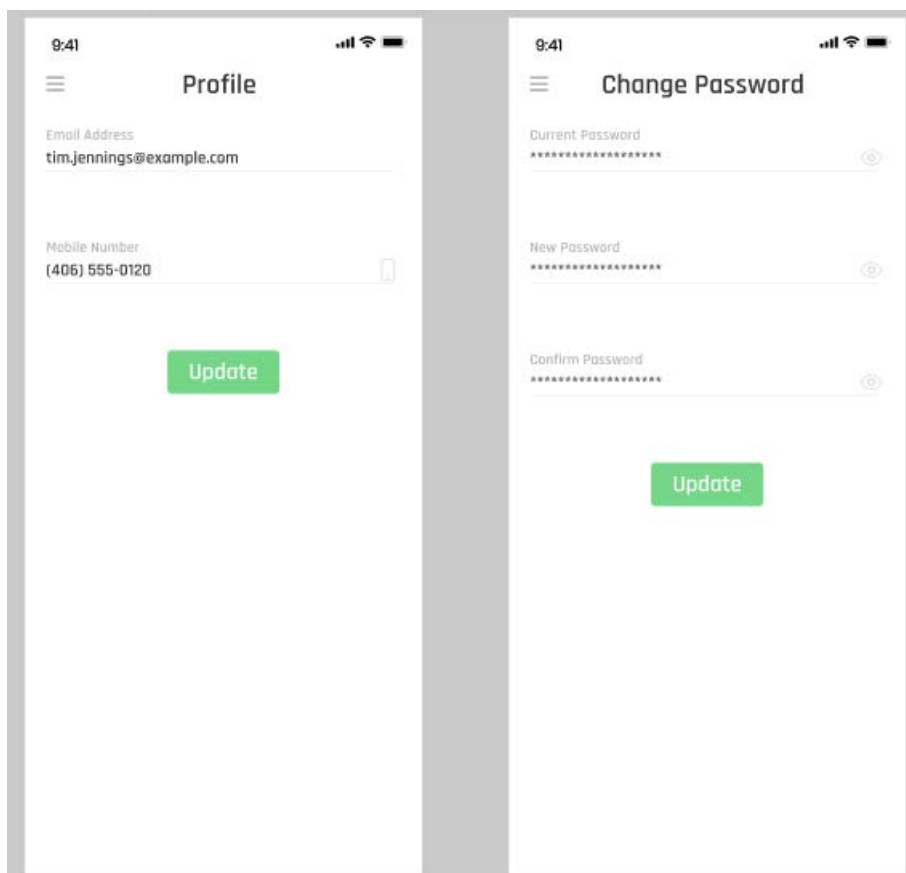 9:41
Profile
Email Address
tim.jennings@example.com
Mobile Number
(406) 555-0120
Update
9:41
Change Password
Current Password
*******************
New Password
*******************
Confirm Password
*******************
Update